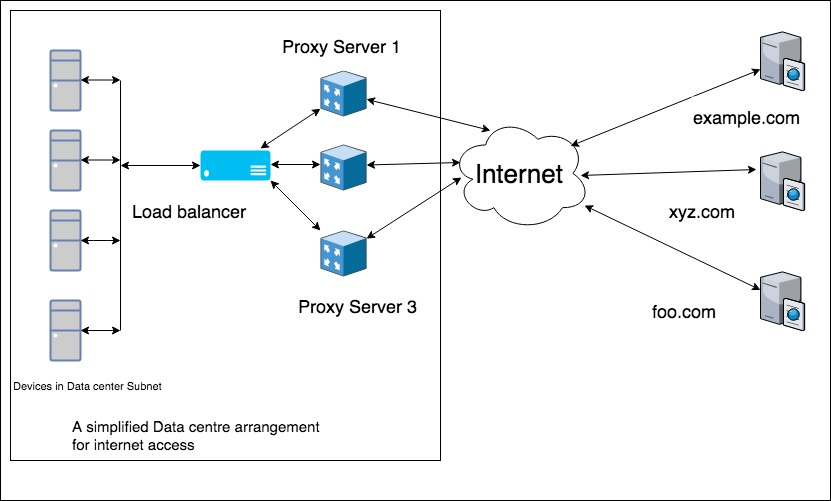 Proxy Server 1
example.com
Internet
Load balancer
xyz.com
Proxy Server 3
foo.com
Devices in Data center Subnet
A simplified Data centre arrangement
for internet access